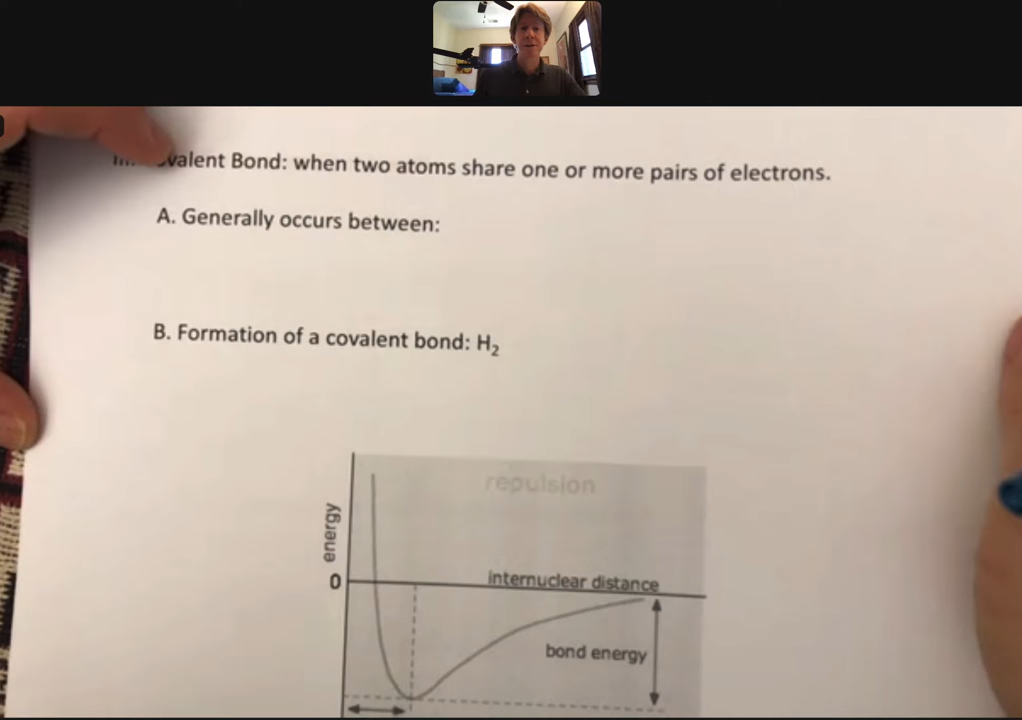 valent Bond: when two atoms share one or more pairs of electrons.
A. Generally occurs between:
B. Formation of a covalent bond: H₂
repulsion
energy
0
internuclear distance
bond energy